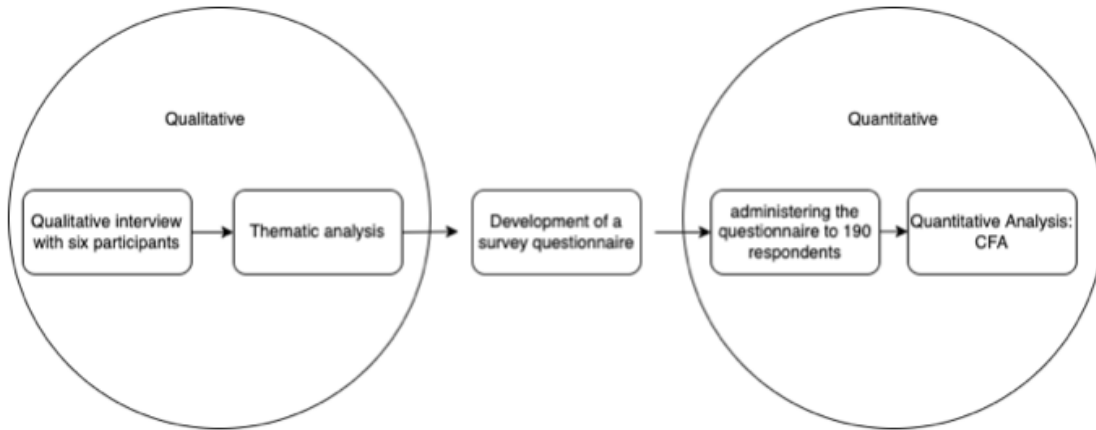 Qualitative
Quantitative
Qualitative interview
with six participants
Thematic analysis
Development of a
survey questionnaire
administering the
questionnaire to 190
respondents
Quantitative Analysis:
CFA